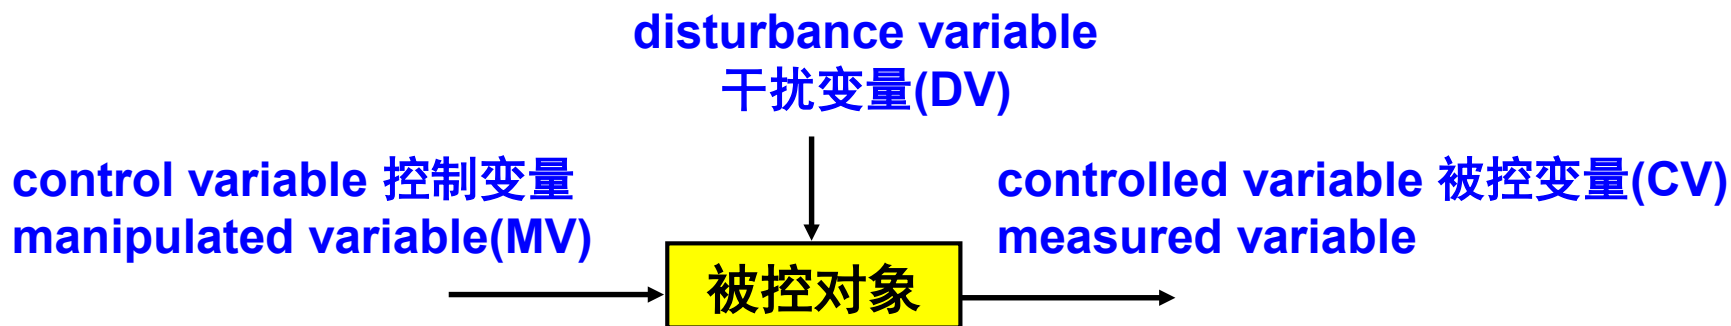 disturbance variable
干扰变量(DV)
control variable 控制变量
manipulated variable(MV)
controlled variable 被控变量(CV)
measured variable
被控对象